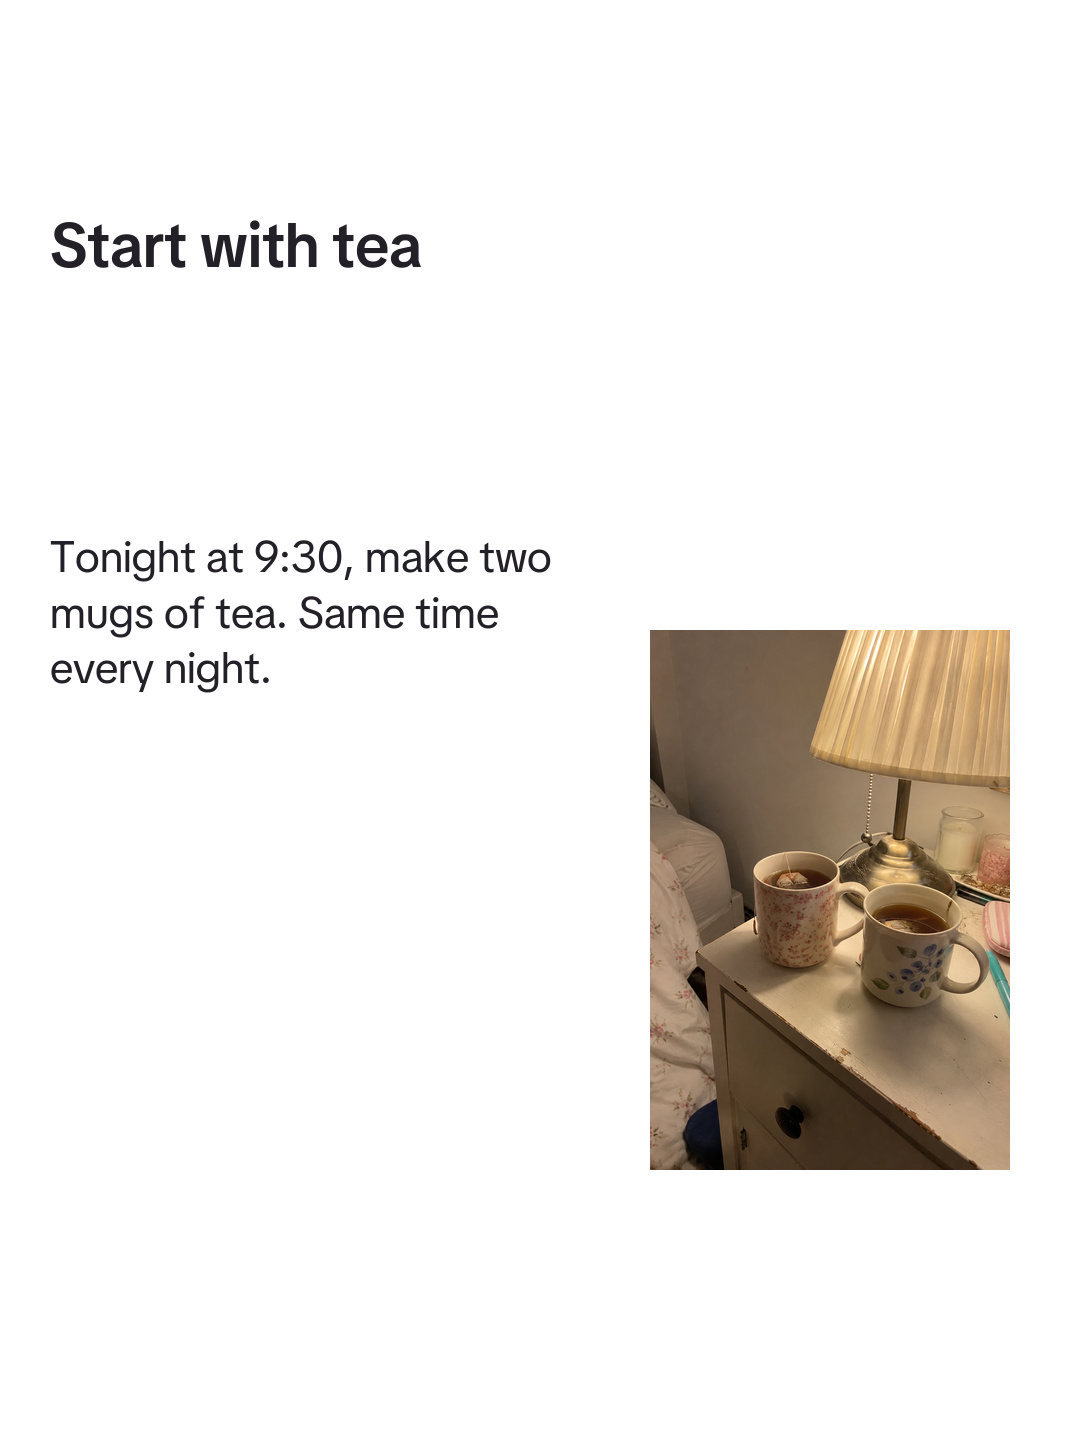 Start with tea
Tonight at 9:30, make two
mugs of tea. Same time
every night.